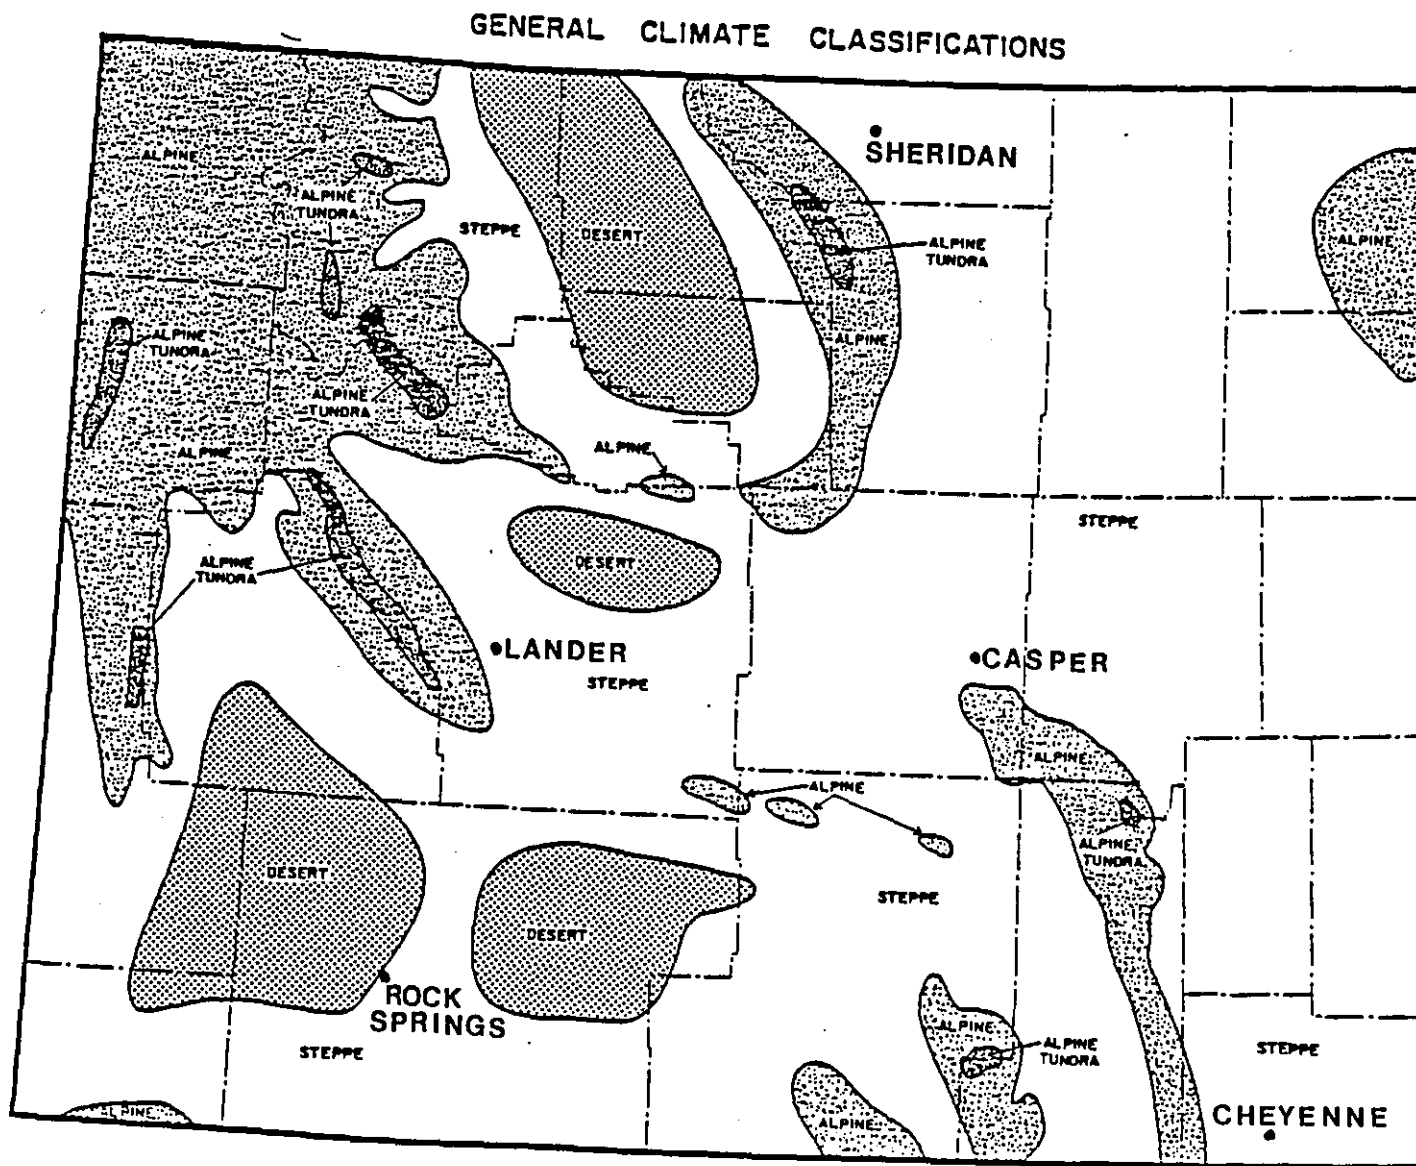 GENERAL CLIMATE CLASSIFICATIONS
SHERIDAN
ALPINE
ALPINE
TUNDRA
STEPPE
DESERT
ALPINE
TUNDRA
ALPINE
ALPINE
TUNDRA
ALPINE
ALPINE
TUNDRA
ALPINE
ALPINE
STEPPE
ALPINE
TUNDRA
DESERT
LANDER
CASPER
STEPPE
ALPINE
ALPINE
ALPINE
TUNDRA
DESERT
STEPPE
DESERT
ROCK
SPRINGS
STEPPE
ALPINE
ALPINE
TUNDRA
STEPPE
ALPINE
ALPINE
CHEYENNE